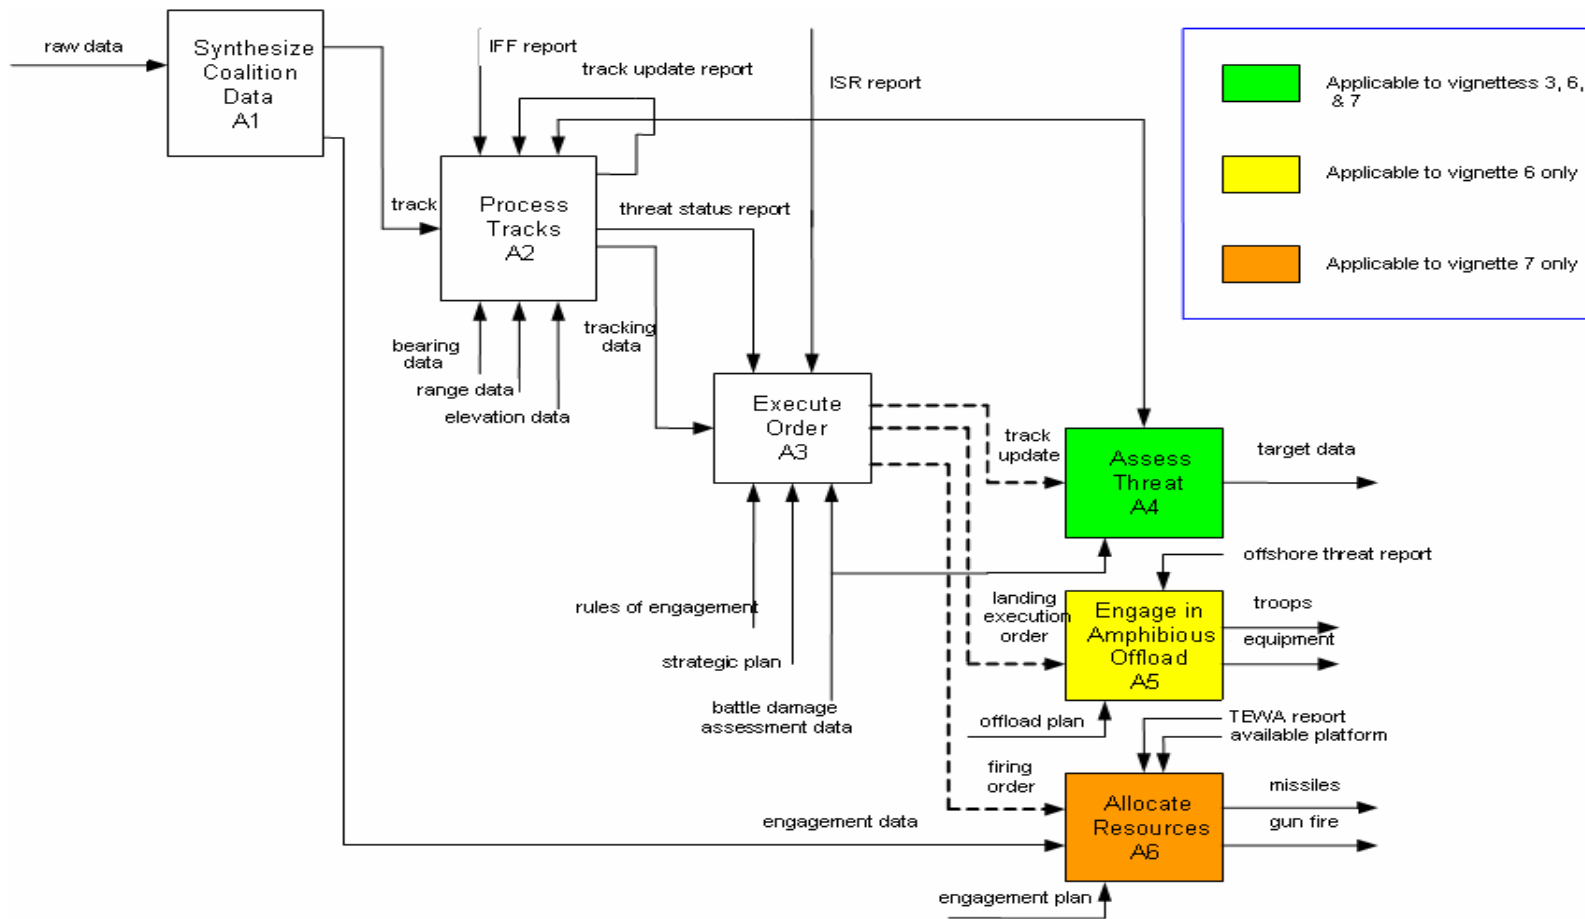 raw data
Synthesize
Coalition
Data
A1
IFF report
track update report
ISR report
Applicable to vignettess 3, 6,
& 7
Applicable to vignette 6 only
Applicable to vignette 7 only
track
Process
Tracks
A2
threat status report
bearing
data
range data
elevation data
tracking
data
Execute
Order
A3
track
update
Assess
Threat
A4
target data
offshore threat report
rules of engagement
strategic plan
battle damage
assessment data
landing
execution
order
Engage in
Amphibious
Offload
A5
troops
equipment
offload plan
TEWA report
available platform
firing
order
Allocate
Resources
A6
missiles
gun fire
engagement data
engagement plan